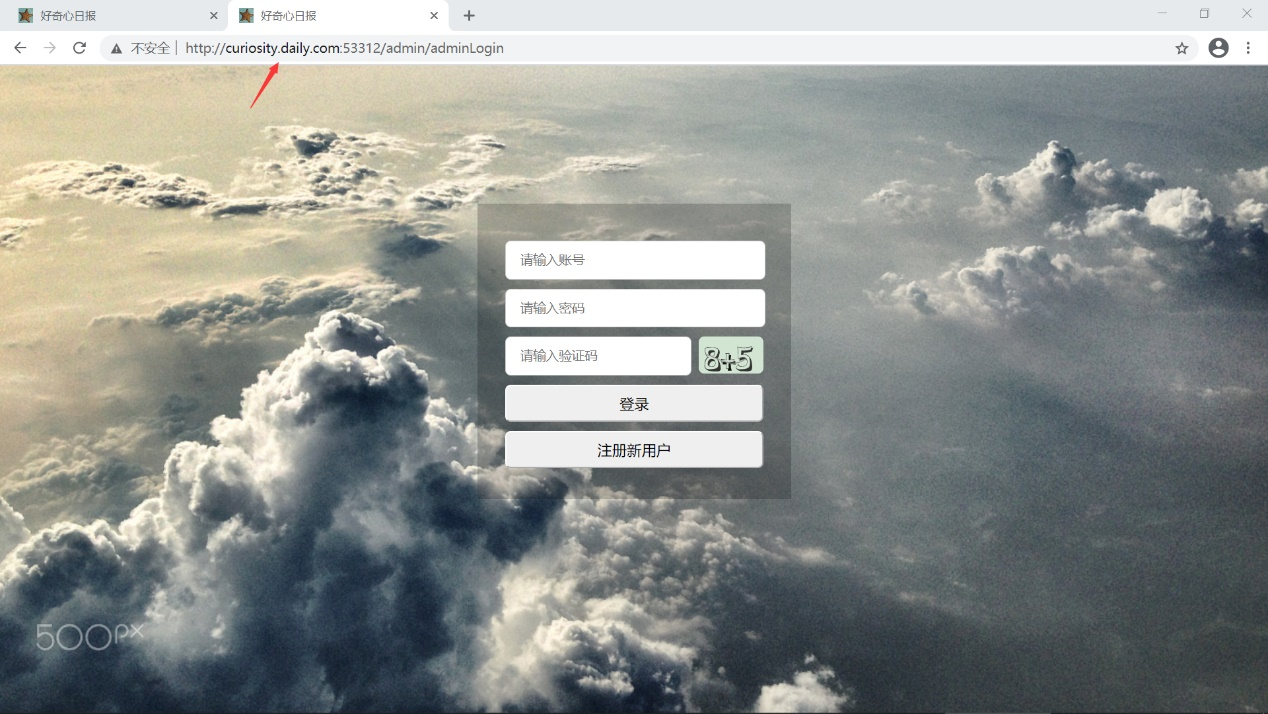 好奇心日报
好奇心日报
不安全 http://curiosity.daily.com:53312/admin/adminLogin
请输入账号
请输入密码
请输入验证码 8+5
登录
注册新用户
500px